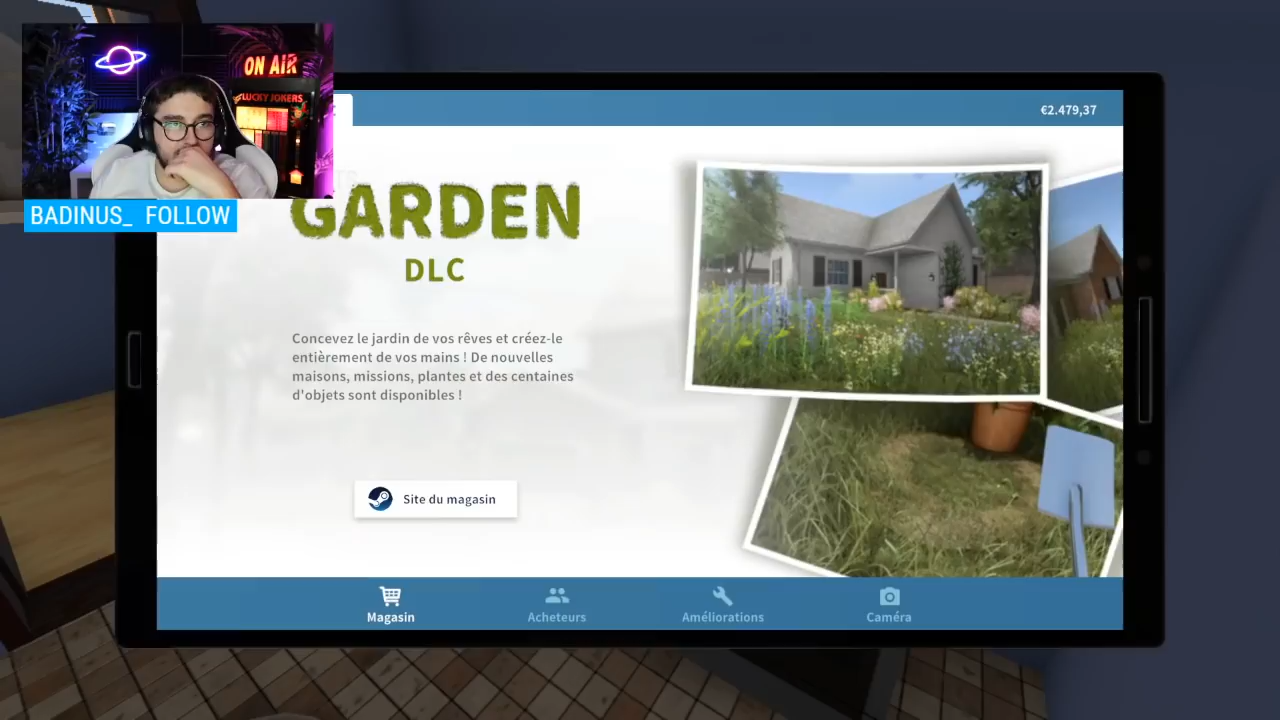 ON AIR
LUCKY JOKERS
BADINUS_ FOLLOW
€2.479,37
GARDEN
DLC
Concevez le jardin de vos rêves et créez-le
entièrement de vos mains ! De nouvelles
maisons, missions, plantes et des centaines
d'objets sont disponibles !
Site du magasin
Magasin
Acheteurs
Améliorations
Caméra